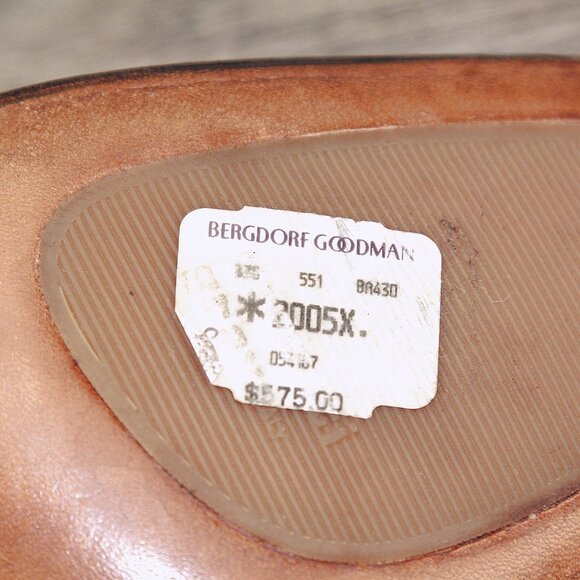 BERGDORF GOODMAN
551 BA430
* 2005X.
$575.00